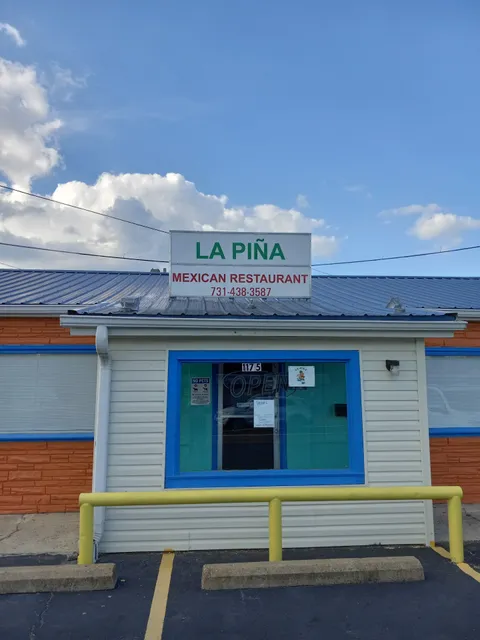 LA PIÑA
MEXICAN RESTAURANT
731-438-3587
1175
OPEN